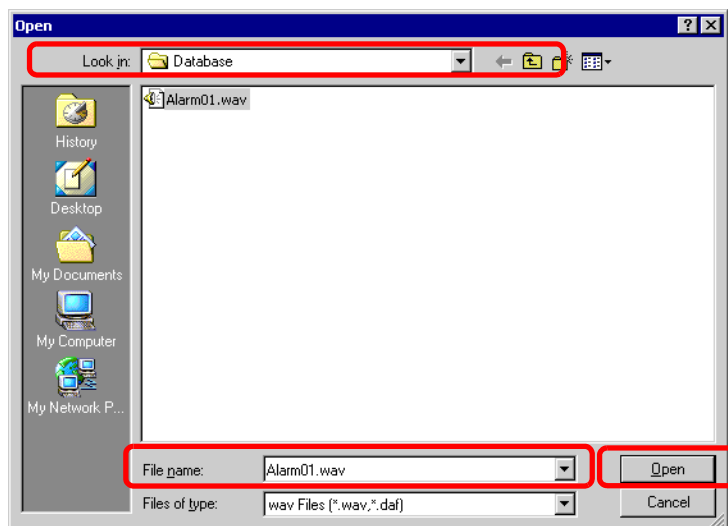 Open
Look in: Database
Alarm01.wav
History
Desktop
My Documents
My Computer
My Network P...
File name: Alarm01.wav Open
Files of type: wav Files (*.wav,*.daf) Cancel